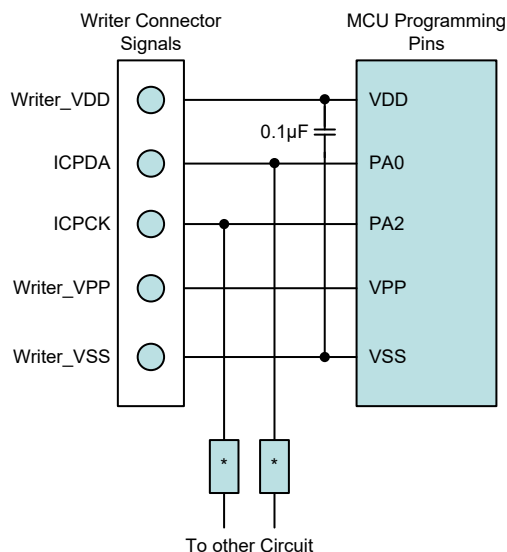 Writer Connector
Signals
MCU Programming
Pins
Writer_VDD
VDD
0.1μF
ICPDA
PA0
ICPCK
PA2
Writer_VPP
VPP
Writer_VSS
VSS
*
*
To other Circuit